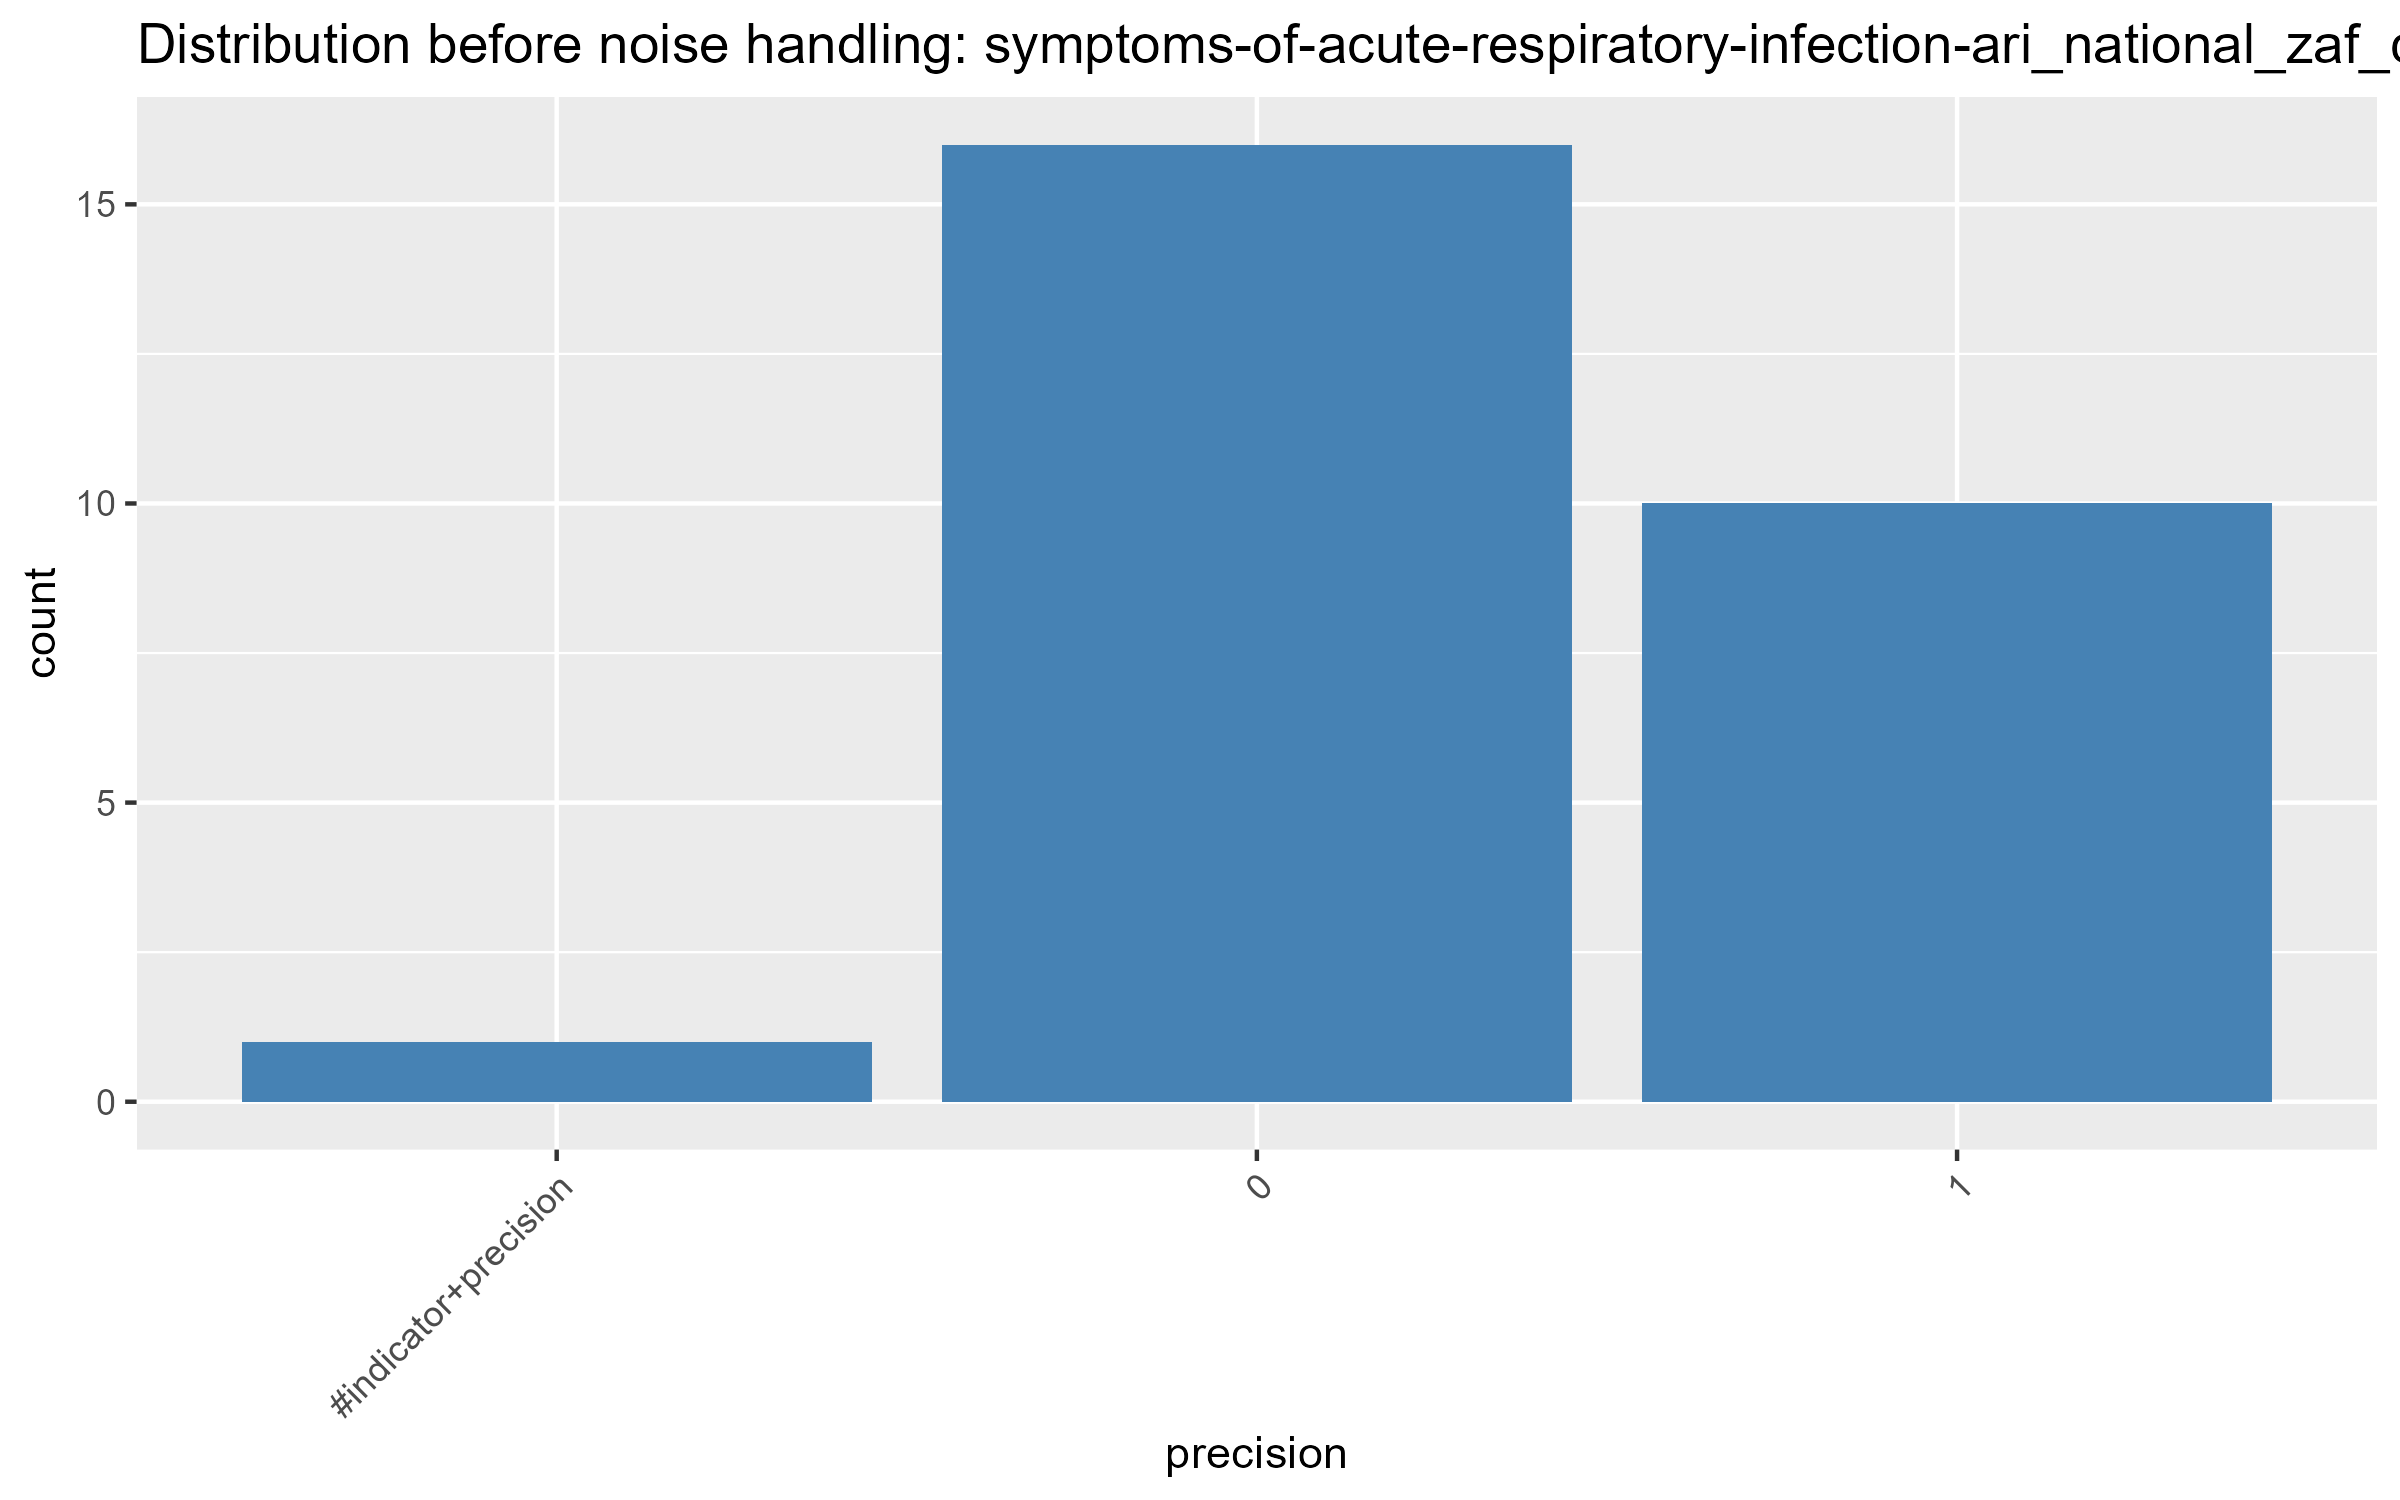 Distribution before noise handling: symptoms-of-acute-respiratory-infection-ari_national_zaf_
15
10
5
0
count
#indicator+precision
0
1
precision